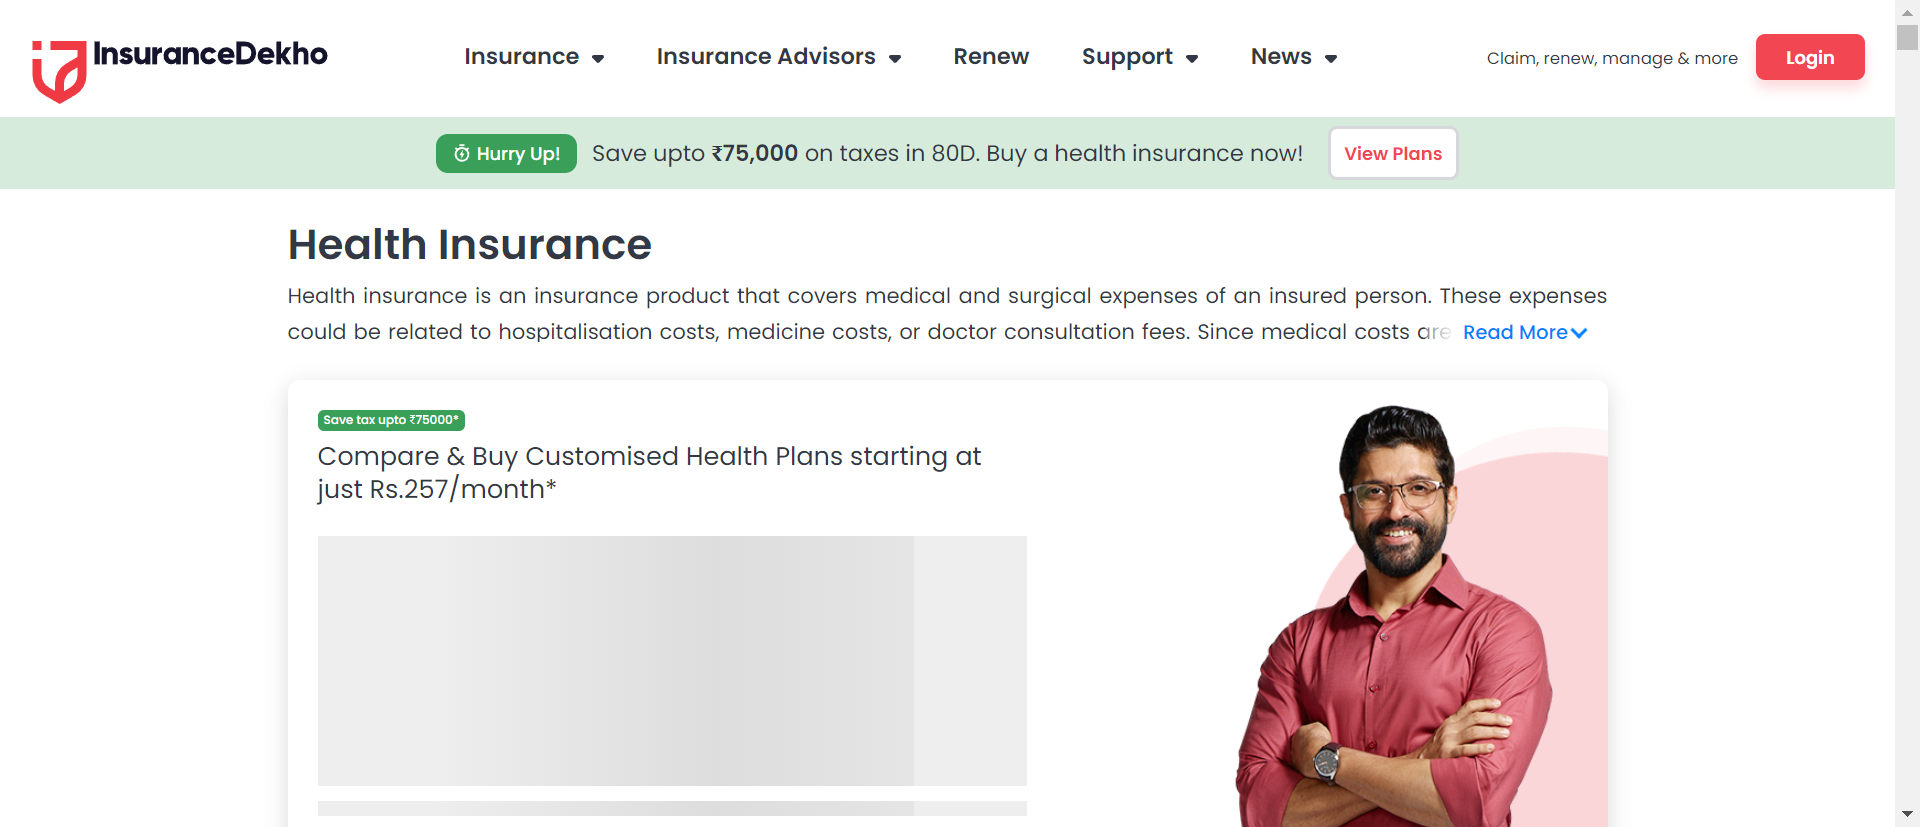 InsuranceDekho
Insurance
Insurance Advisors
Renew
Support
News
Claim, renew, manage & more
Login
Hurry Up!
Save upto ₹75,000 on taxes in 80D. Buy a health insurance now!
View Plans
Health Insurance
Health insurance is an insurance product that covers medical and surgical expenses of an insured person. These expenses
could be related to hospitalisation costs, medicine costs, or doctor consultation fees. Since medical costs are Read More
Save tax upto ₹75000*
Compare & Buy Customised Health Plans starting at
just Rs.257/month*